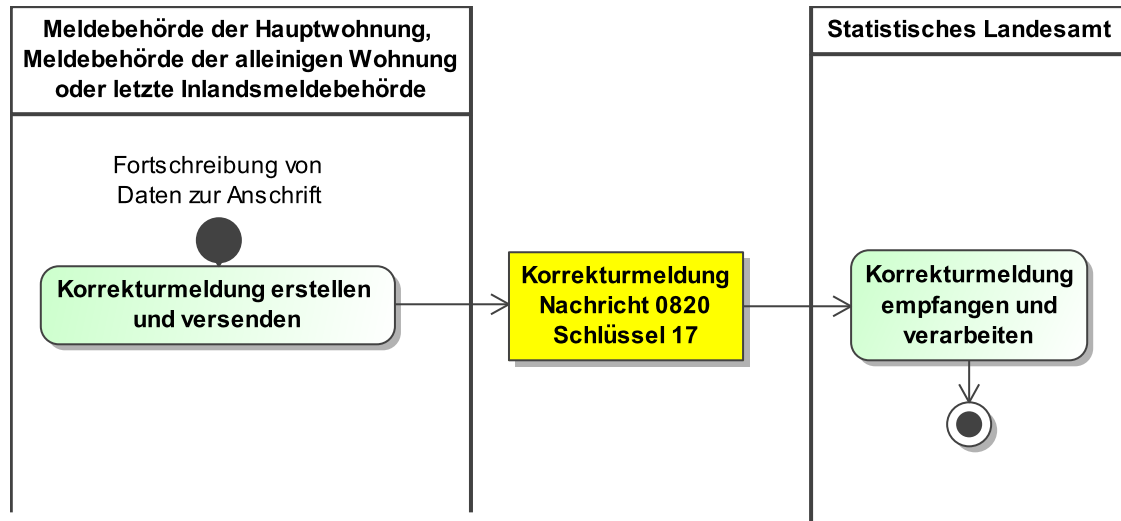 Meldebehörde der Hauptwohnung,
Meldebehörde der alleinigen Wohnung
oder letzte Inlandsmeldebehörde
Statistisches Landesamt
Fortschreibung von
Daten zur Anschrift
Korrekturmeldung erstellen
und versenden
Korrekturmeldung
Nachricht 0820
Schlüssel 17
Korrekturmeldung
empfangen und
verarbeiten